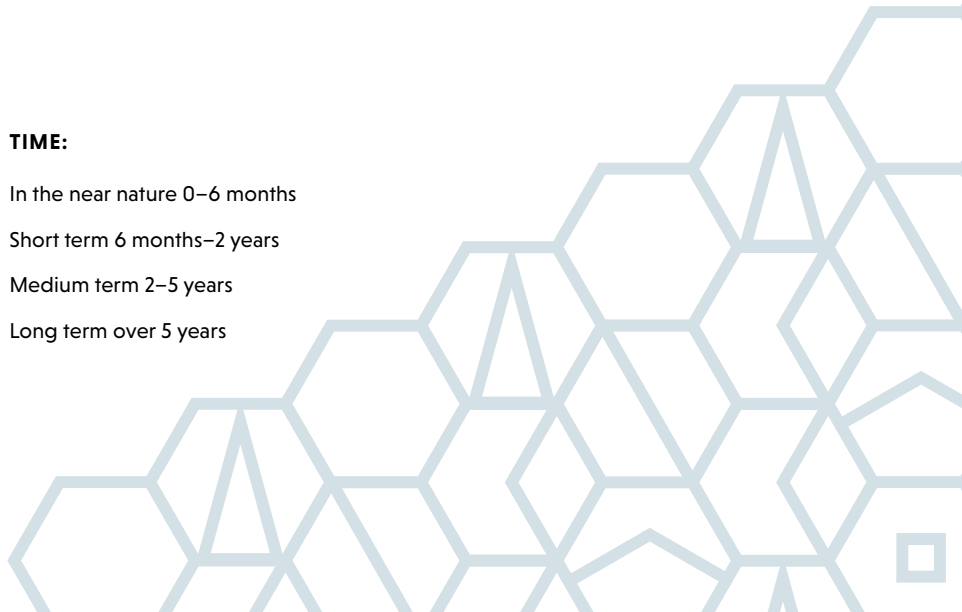 TIME:
In the near nature 0–6 months
Short term 6 months–2 years
Medium term 2–5 years
Long term over 5 years